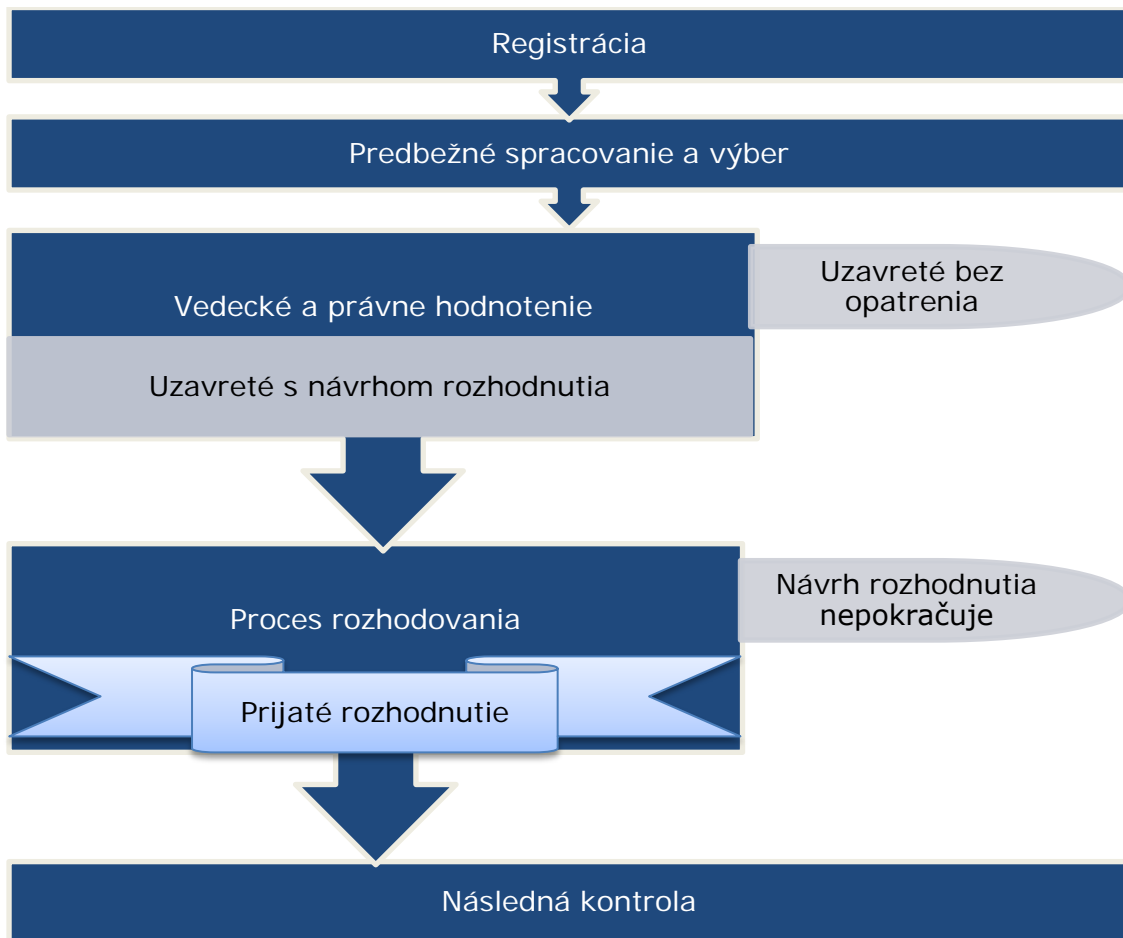 Registrácia
Predbežné spracovanie a výber
Uzavreté bez
opatrenia
Vedecké a právne hodnotenie
Uzavreté s návrhom rozhodnutia
Návrh rozhodnutia
nepokračuje
Proces rozhodovania
Prijaté rozhodnutie
Následná kontrola